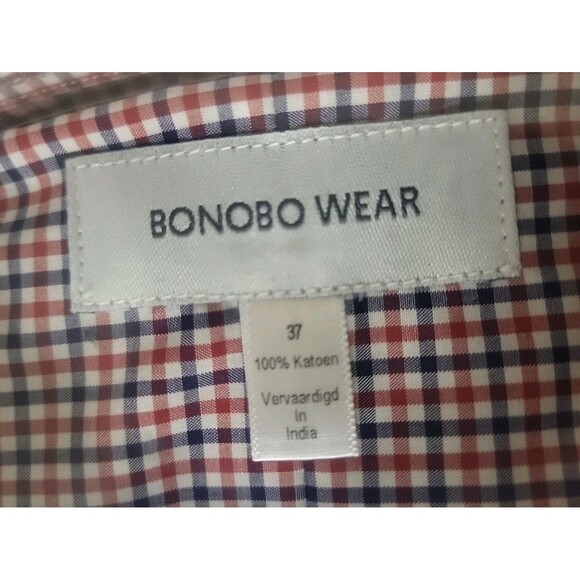 BONOBO WEAR
37
100% Katoen
Vervaardigd
In
India